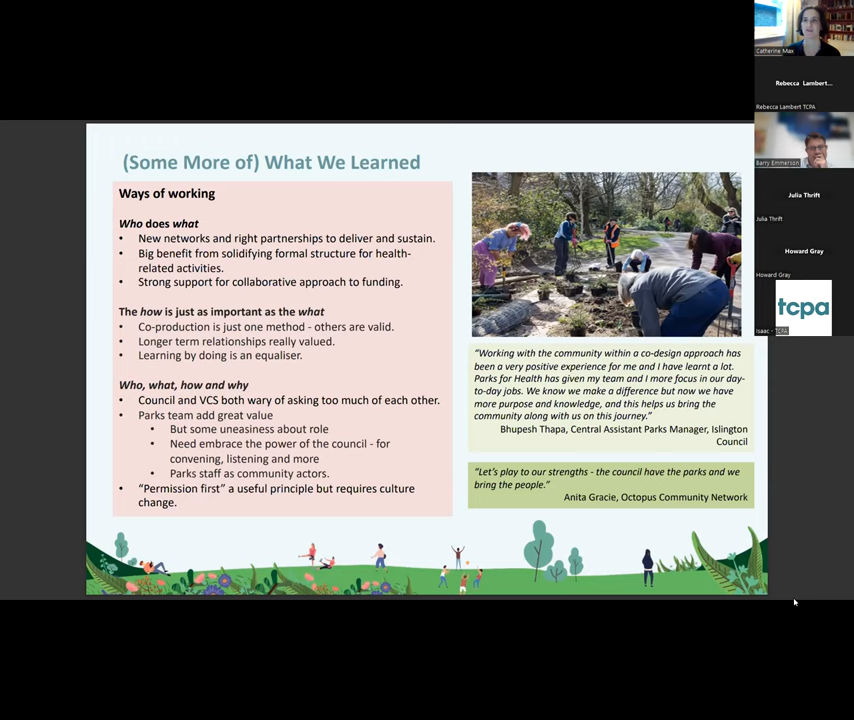 (Some More of) What We Learned
Ways of working
Who does what
• New networks and right partnerships to deliver and sustain.
• Big benefit from solidifying formal structure for health-
related activities.
• Strong support for collaborative approach to funding.
The how is just as important as the what
• Co-production is just one method - others are valid.
• Longer term relationships really valued.
• Learning by doing is an equaliser.
Who, what, how and why
• Council and VCS both wary of asking too much of each other.
• Parks team add great value
• But some uneasiness about role
• Need embrace the power of the council - for
convening, listening and more
• Parks staff as community actors.
• “Permission first” a useful principle but requires culture
change.
“Working with the community within a co-design approach has
been a very positive experience for me and I have learnt a lot.
Parks for Health has given my team and I more focus in our day-
to-day jobs. We know we make a difference but now we have
more purpose and knowledge, and this helps us bring the
community along with us on this journey.”
Bhupesh Thapa, Central Assistant Parks Manager, Islington
Council
“Let’s play to our strengths - the council have the parks and we
bring the people.”
Anita Gracie, Octopus Community Network
Catherine Max
Rebecca Lambert...
Rebecca Lambert TCPA
Barry Emmerson
Julia Thrift
Julia Thrift
Howard Gray
Howard Gray
tcpa
Isaac - TCPA